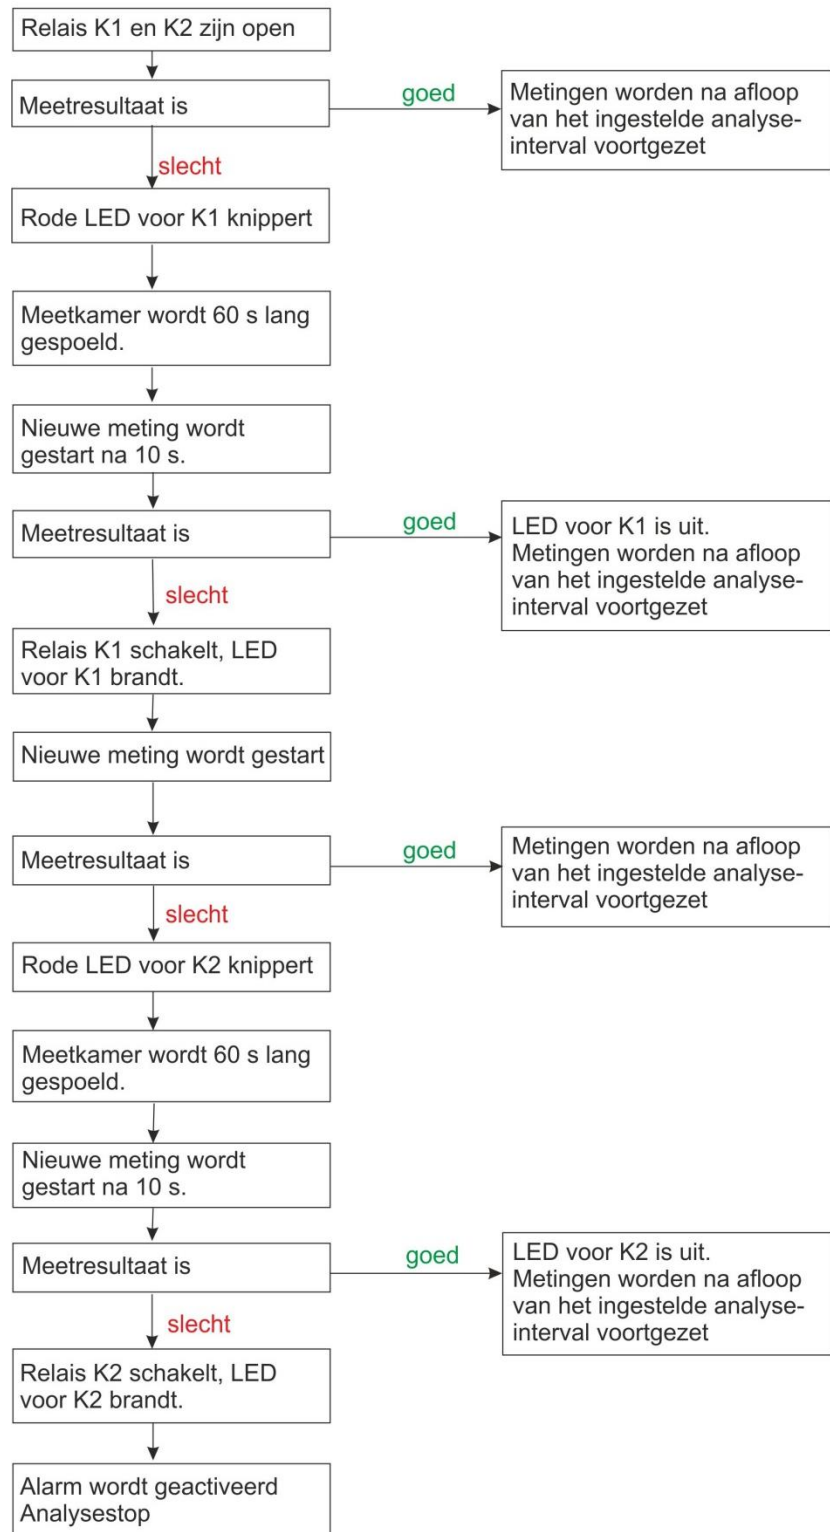 Relais K1 en K2 zijn open
Meetresultaat is
goed
Metingen worden na afloop
van het ingestelde analyse-
interval voortgezet
slecht
Rode LED voor K1 knippert
Meetkamer wordt 60 s lang
gespoeld.
Nieuwe meting wordt
gestart na 10 s.
Meetresultaat is
goed
LED voor K1 is uit.
Metingen worden na afloop
van het ingestelde analyse-
interval voortgezet
slecht
Relais K1 schakelt, LED
voor K1 brandt.
Nieuwe meting wordt gestart
Meetresultaat is
goed
Metingen worden na afloop
van het ingestelde analyse-
interval voortgezet
slecht
Rode LED voor K2 knippert
Meetkamer wordt 60 s lang
gespoeld.
Nieuwe meting wordt
gestart na 10 s.
Meetresultaat is
goed
LED voor K2 is uit.
Metingen worden na afloop
van het ingestelde analyse-
interval voortgezet
slecht
Relais K2 schakelt, LED
voor K2 brandt.
Alarm wordt geactiveerd
Analysestop